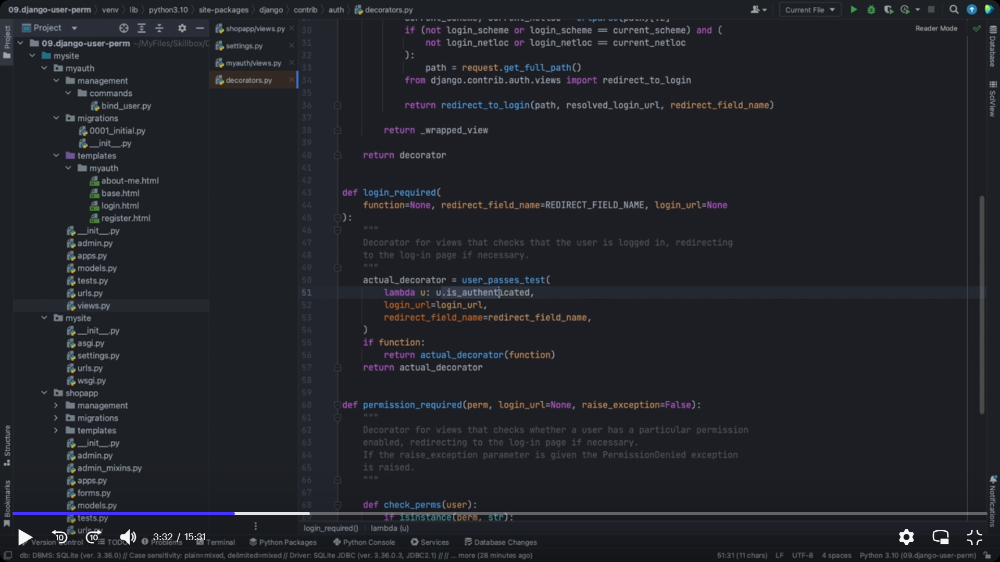 09.django-user-perm venv lib python3.10 site-packages django contrib auth decorators.py
Current File
Project
Project
09.django-user-perm ~/MyFiles/Skillbox/
mysite
myauth
management
commands
bind_user.py
migrations
0001_initial.py
__init__.py
templates
myauth
about-me.html
base.html
login.html
register.html
__init__.py
admin.py
apps.py
models.py
tests.py
urls.py
views.py
mysite
__init__.py
asgi.py
settings.py
urls.py
wsgi.py
shopapp
management
migrations
templates
__init__.py
admin.py
admin_mixins.py
apps.py
forms.py
models.py
tests.py
urls.py
Structure
Bookmarks
shopapp/views.py
settings.py
myauth/views.py
decorators.py
Reader Mode
Database
SciView
Notifications
30 if (not login_scheme or login_scheme == current_scheme) and (
31 not login_netloc or login_netloc == current_netloc
32 ):
33 path = request.get_full_path()
34 from django.contrib.auth.views import redirect_to_login
35
36 return redirect_to_login(path, resolved_login_url, redirect_field_name)
37
38 return _wrapped_view
39
40 return decorator
41
42
43 def login_required(
44 function=None, redirect_field_name=REDIRECT_FIELD_NAME, login_url=None
45 ):
46 """
47 Decorator for views that checks that the user is logged in, redirecting
48 to the log-in page if necessary.
49 """
50 actual_decorator = user_passes_test(
51 lambda u: u.is_authenticated,
52 login_url=login_url,
53 redirect_field_name=redirect_field_name,
54 )
55 if function:
56 return actual_decorator(function)
57 return actual_decorator
58
59
60 def permission_required(perm, login_url=None, raise_exception=False):
61 """
62 Decorator for views that checks whether a user has a particular permission
63 enabled, redirecting to the log-in page if necessary.
64 If the raise_exception parameter is given the PermissionDenied exception
65 is raised.
66 """
67
68 def check_perms(user):
69 if isinstance(perm, str):
login_required() lambda (u)
3:32 / 15:31
Version Control TODO Problems Terminal Python Packages Python Console Services Database Changes
db: DBMS: SQLite (ver. 3.36.0) // Case sensitivity: plain=mixed, delimited=mixed // Driver: SQLite JDBC (ver. 3.36.0.3, JDBC2.1) // // ... more (28 minutes ago) 51:31 (11 chars) LF UTF-8 4 spaces Python 3.10 (09.django-user-perm)